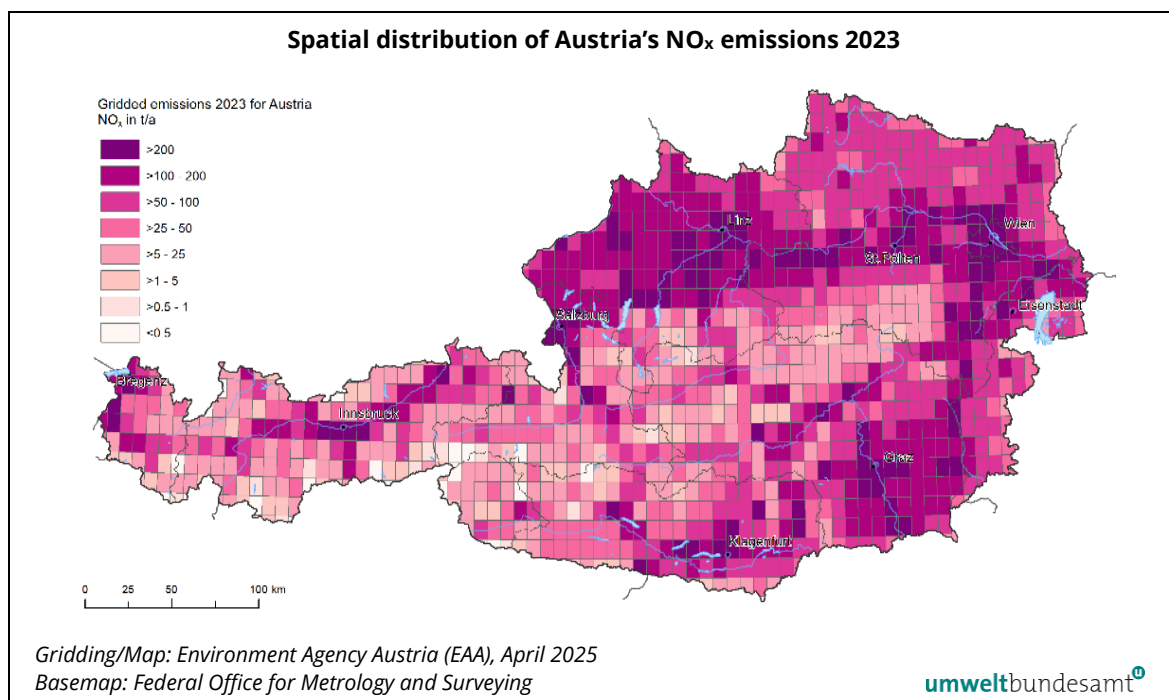 Spatial distribution of Austria’s NOₓ emissions 2023
Gridded emissions 2023 for Austria
NOₓ in t/a
>200
>100 - 200
>50 - 100
>25 - 50
>5 - 25
>1 - 5
>0.5 - 1
<0.5
Linz
Wien
St.Pölten
Eisenstadt
Salzburg
Bregenz
Innsbruck
Graz
Klagenfurt
0 25 50 100 km
Gridding/Map: Environment Agency Austria (EAA), April 2025
Basemap: Federal Office for Metrology and Surveying
umweltbundesamt
u